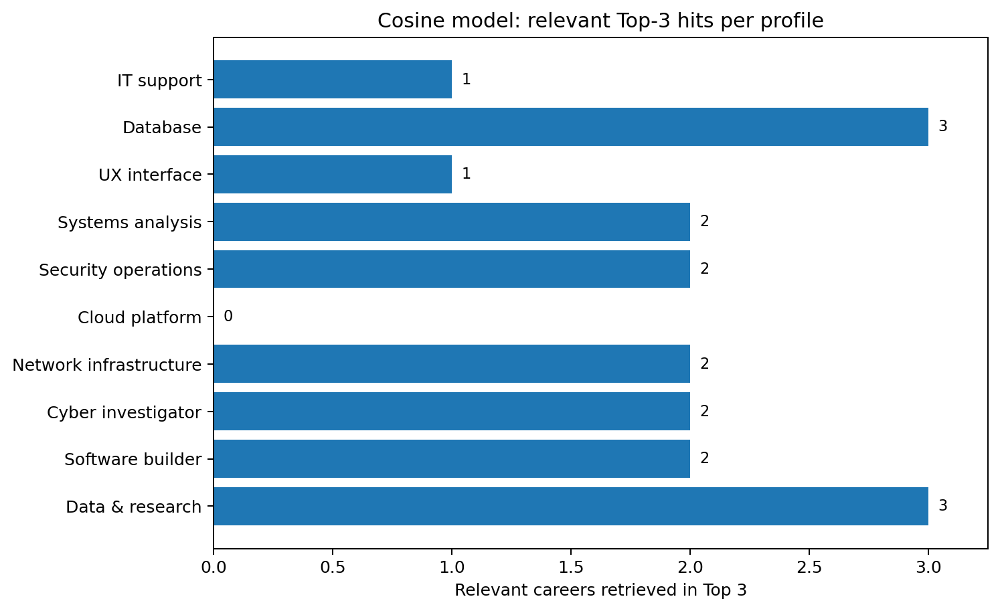 Cosine model: relevant Top-3 hits per profile
IT support 1
Database 3
UX interface 1
Systems analysis 2
Security operations 2
Cloud platform 0
Network infrastructure 2
Cyber investigator 2
Software builder 2
Data & research 3
0.0 0.5 1.0 1.5 2.0 2.5 3.0
Relevant careers retrieved in Top 3